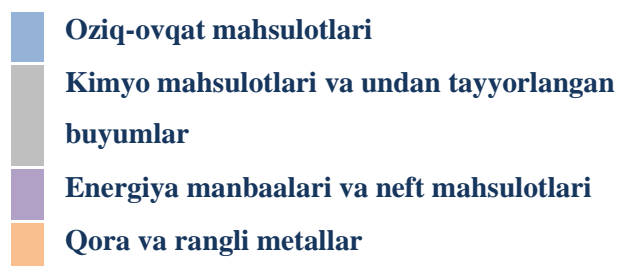 Oziq-ovqat mahsulotlari
Kimyo mahsulotlari va undan tayyorlangan
buyumlar
Energiya manbaalari va neft mahsulotlari
Qora va rangli metallar